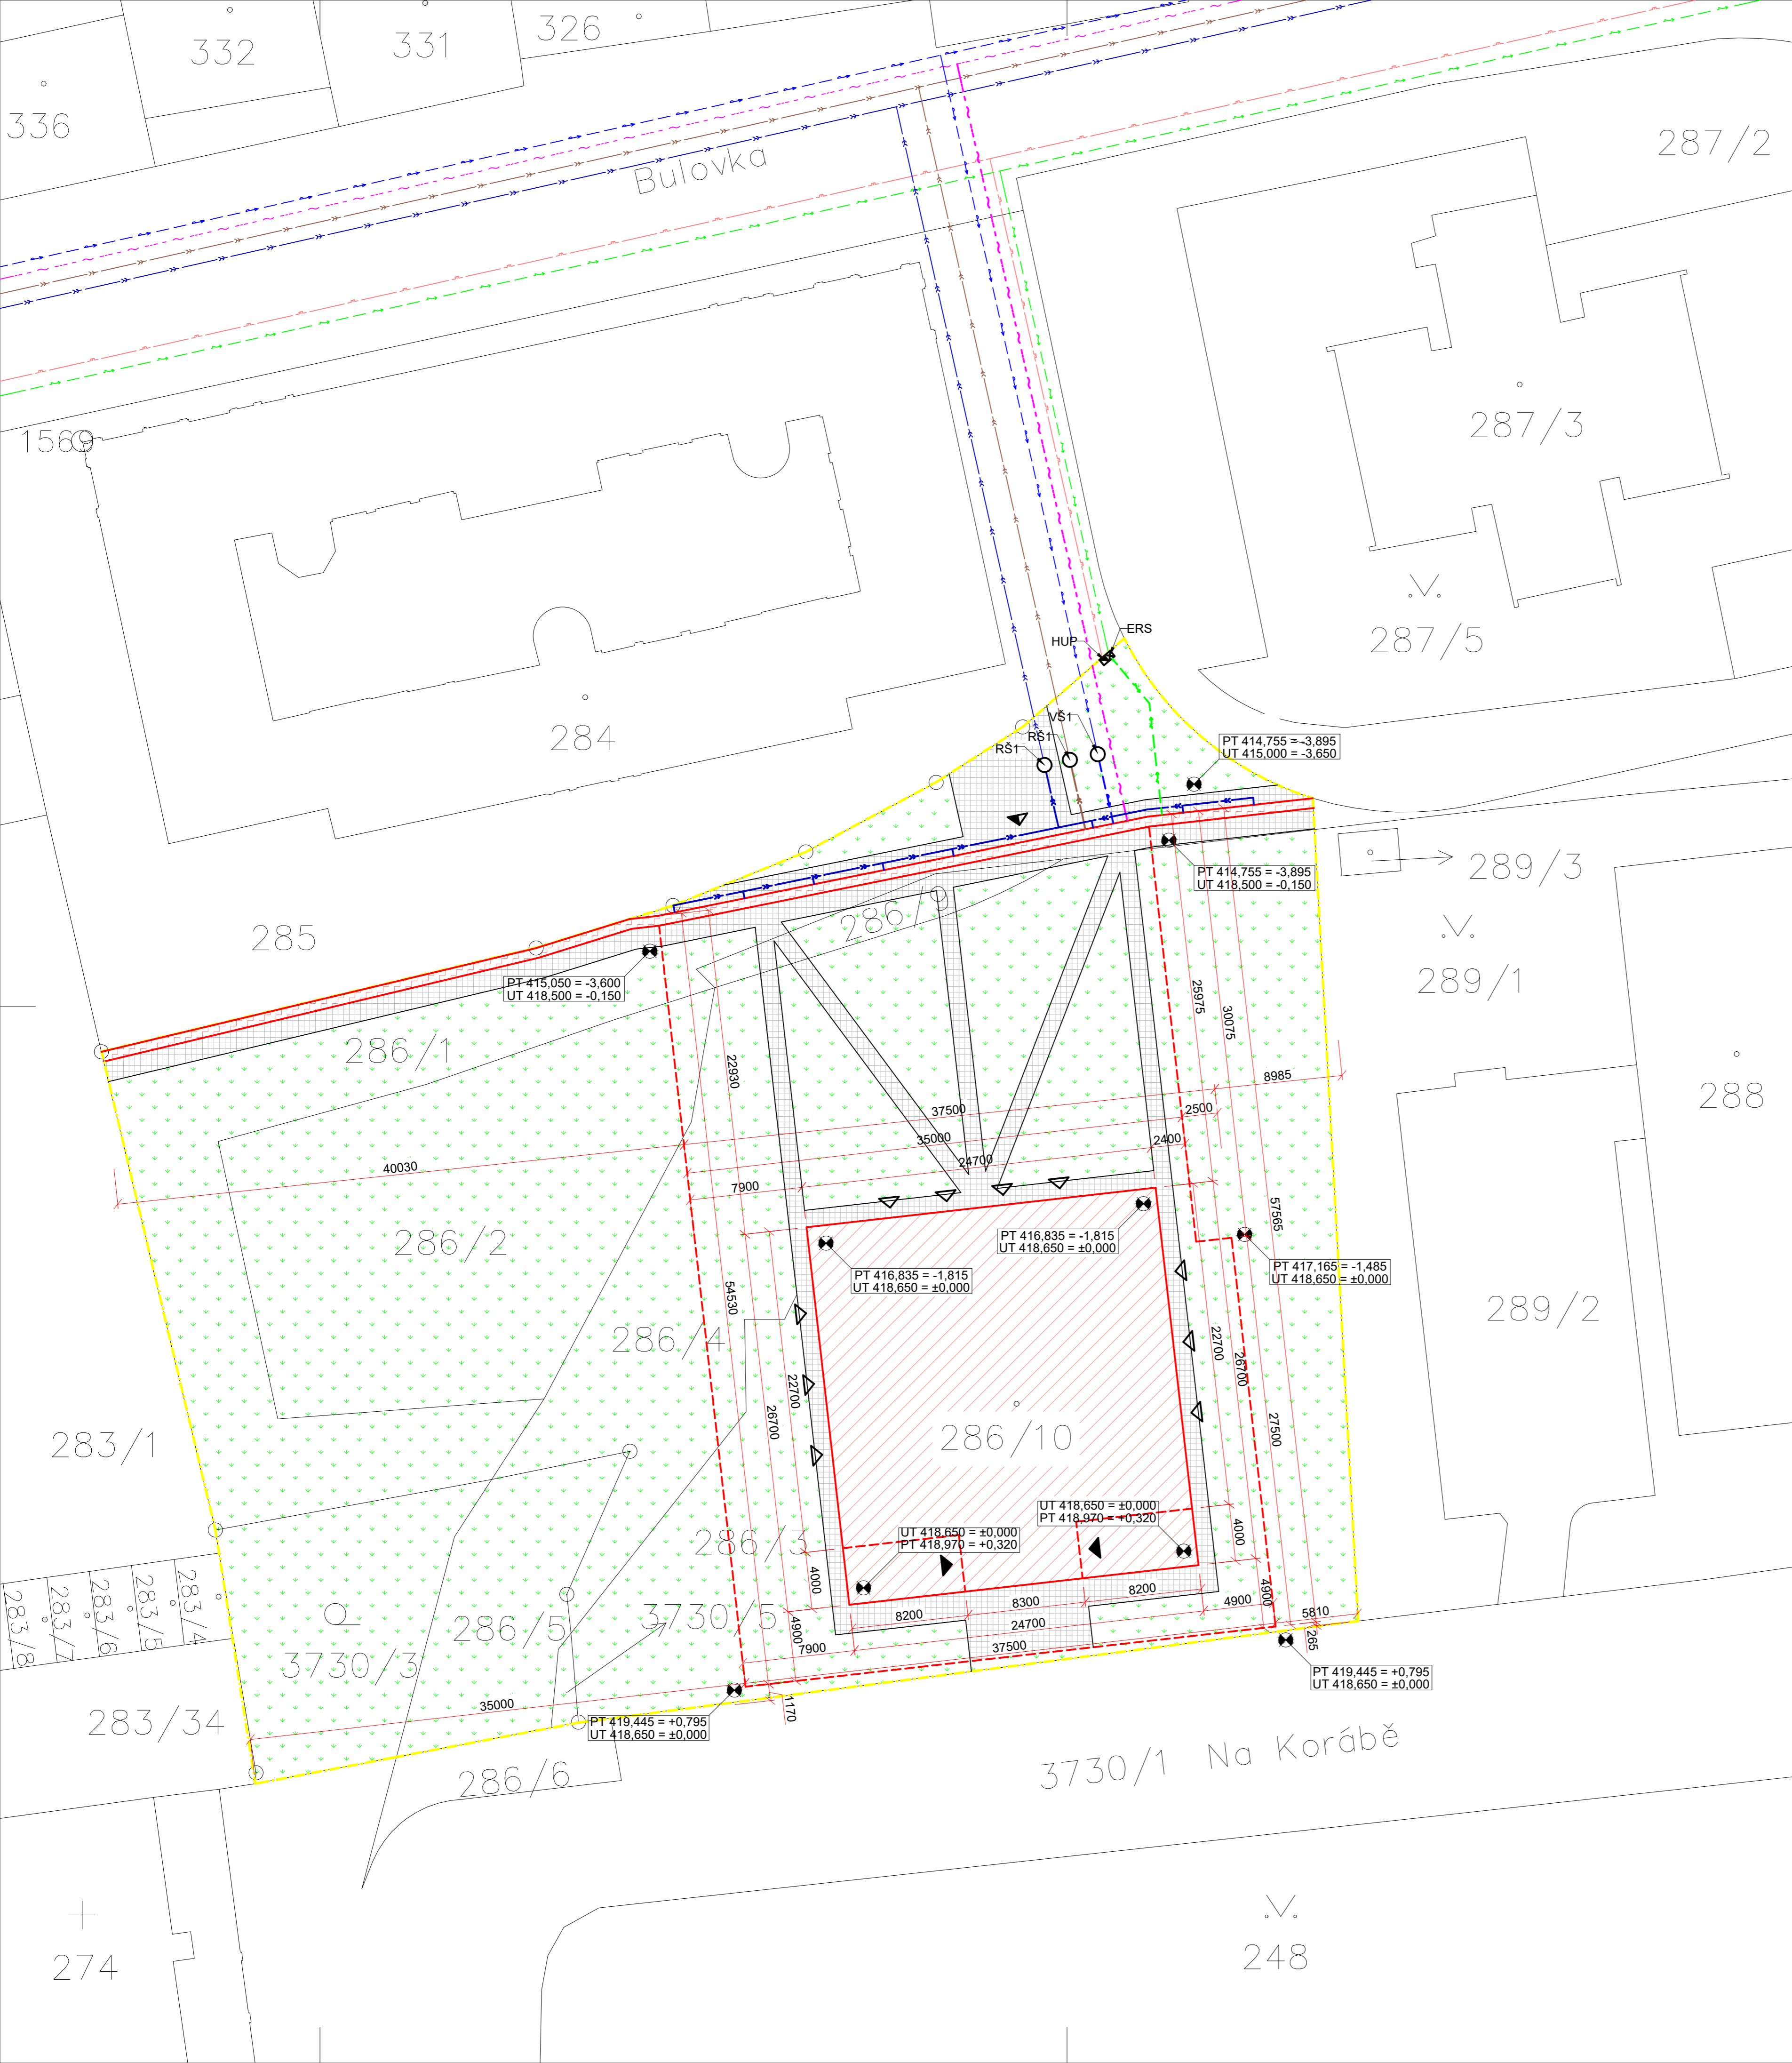 332
331
326
336
Bulovka
287/2
1569
287/3
284
287/5
HUP
ERS
VŠ1
RŠ1
RŠ1
PT 414,755 = -3,895
UT 415,000 = -3,650
289/3
PT 414,755 = -3,895
UT 418,500 = -0,150
285
286/9
289/1
PT 415,050 = -3,600
UT 418,500 = -0,150
286/1
25975
30075
22930
8985
288
37500
2500
35000
2400
24700
40030
7900
57565
286/2
PT 416,835 = -1,815
UT 418,650 = ±0,000
PT 416,835 = -1,815
UT 418,650 = ±0,000
PT 417,165 = -1,485
UT 418,650 = ±0,000
54530
289/2
286/4
22700
26700
22700
26700
27500
283/1
286/10
UT 418,650 = ±0,000
PT 418,970 = +0,320
UT 418,650 = ±0,000
PT 418,970 = +0,320
286/3
4000
4000
283/8
283/7
283/6
283/5
283/4
286/5
3730/5
8200
8300
8200
4900
4900
24700
4900
5810
265
7900
37500
3730/3
PT 419,445 = +0,795
UT 418,650 = ±0,000
35000
1170
283/34
PT 419,445 = +0,795
UT 418,650 = ±0,000
3730/1 Na Korábě
286/6
274
248